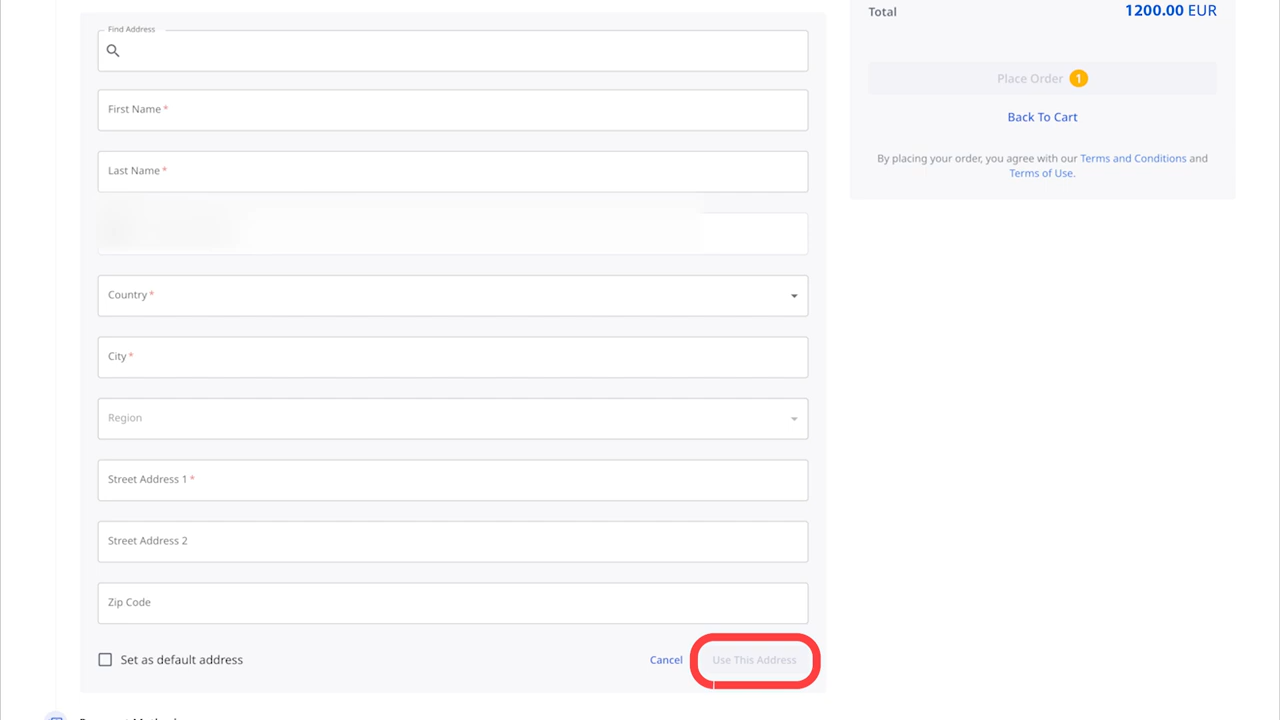 Find Address
First Name *
Last Name *
Country *
City *
Region
Street Address 1 *
Street Address 2
Zip Code
Set as default address
Cancel
Use This Address
Total
1200.00 EUR
Place Order 1
Back To Cart
By placing your order, you agree with our Terms and Conditions and
Terms of Use.